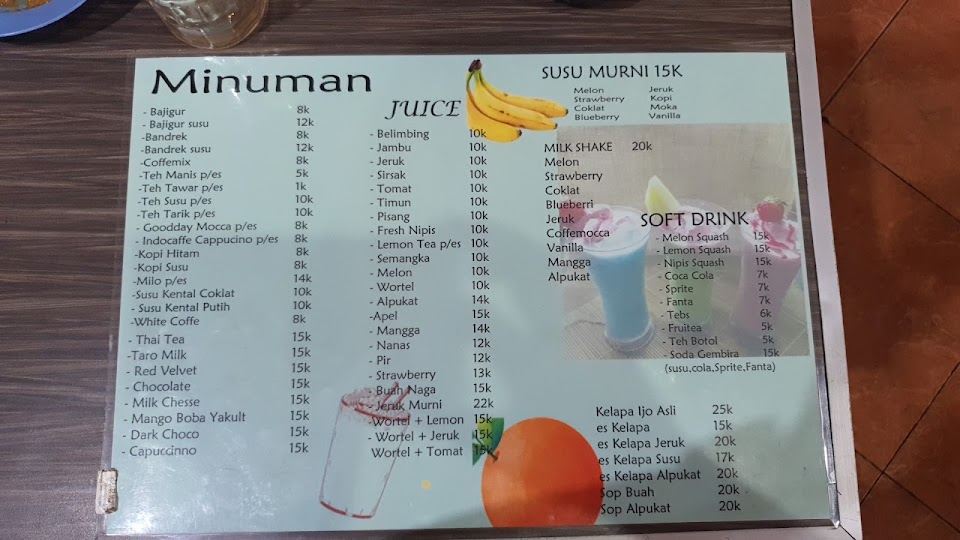 Minuman
- Bajigur 8k
- Bajigur susu 12k
-Bandrek 8k
-Bandrek susu 12k
-Coffemix 8k
-Teh Manis p/es 5k
-Teh Tawar p/es 1k
-Teh Susu p/es 10k
-Teh Tarik p/es 10k
- Goodday Mocca p/es 8k
- Indocaffe Cappucino p/es 8k
-Kopi Hitam 8k
-Kopi Susu 8k
-Milo p/es 14k
-Susu Kental Coklat 10k
- Susu Kental Putih 10k
-White Coffe 8k
- Thai Tea 15k
-Taro Milk 15k
- Red Velvet 15k
- Chocolate 15k
- Milk Chesse 15k
- Mango Boba Yakult 15k
- Dark Choco 15k
- Capuccinno 15k
JUICE
- Belimbing 10k
- Jambu 10k
- Jeruk 10k
- Sirsak 10k
- Tomat 10k
- Timun 10k
- Pisang 10k
- Fresh Nipis 10k
- Lemon Tea p/es 10k
- Semangka 10k
- Melon 10k
- Wortel 10k
- Alpukat 14k
-Apel 15k
- Mangga 14k
- Nanas 12k
- Pir 12k
- Strawberry 13k
- Buah Naga 15k
- Jeruk Murni 22k
-Wortel + Lemon 15k
- Wortel + Jeruk 15k
Wortel + Tomat 15k
SUSU MURNI 15K
Melon Jeruk
Strawberry Kopi
Coklat Moka
Blueberry Vanilla
MILK SHAKE 20k
Melon
Strawberry
Coklat
Blueberri
Jeruk
Coffemocca
Vanilla
Mangga
Alpukat
SOFT DRINK
- Melon Squash 15k
- Lemon Squash 15k
- Nipis Squash 15k
- Coca Cola 7k
- Sprite 7k
- Fanta 7k
- Tebs 6k
- Fruitea 5k
- Teh Botol 5k
- Soda Gembira 15k
(susu,cola,Sprite,Fanta)
Kelapa Ijo Asli 25k
es Kelapa 15k
es Kelapa Jeruk 20k
es Kelapa Susu 17k
es Kelapa Alpukat 20k
Sop Buah 20k
Sop Alpukat 20k